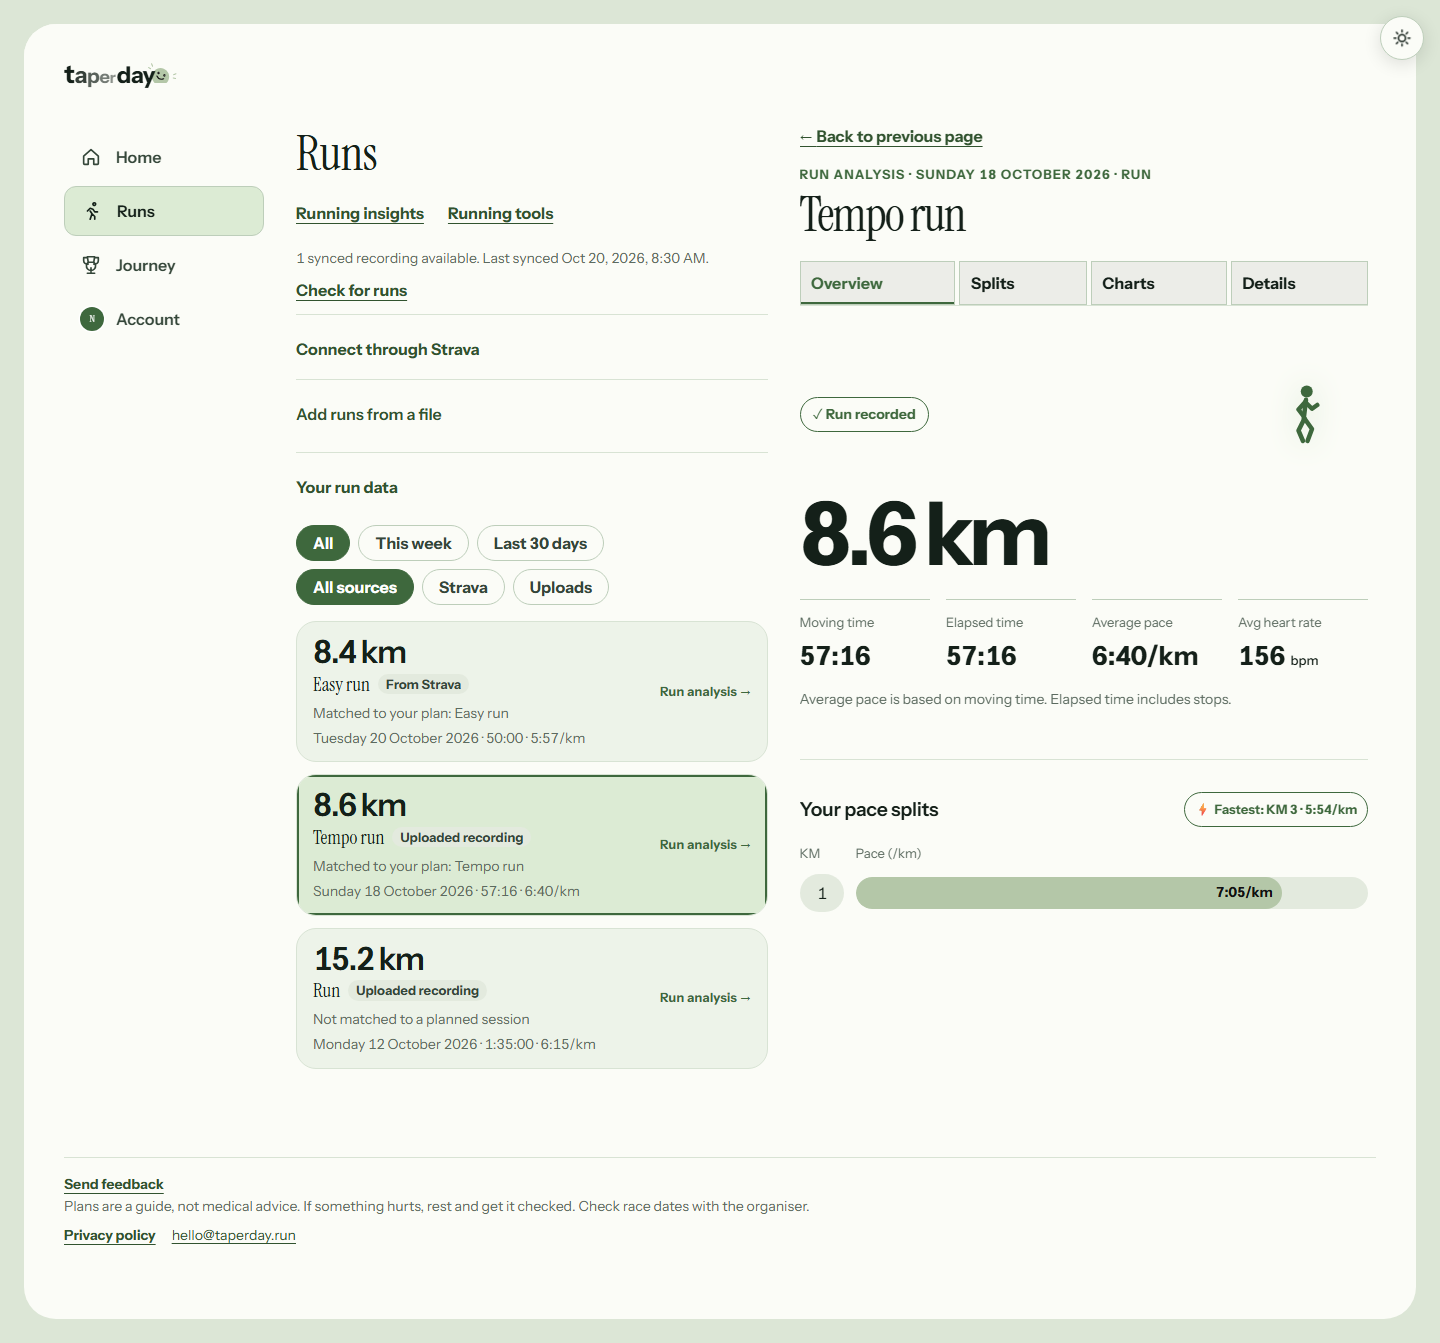 taperday
Home
Runs
Journey
N
Account
Runs
Running insights
Running tools
1 synced recording available. Last synced Oct 20, 2026, 8:30 AM.
Check for runs
Connect through Strava
Add runs from a file
Your run data
All
This week
Last 30 days
All sources
Strava
Uploads
8.4 km
Easy run
From Strava
Run analysis →
Matched to your plan: Easy run
Tuesday 20 October 2026 · 50:00 · 5:57/km
8.6 km
Tempo run
Uploaded recording
Run analysis →
Matched to your plan: Tempo run
Sunday 18 October 2026 · 57:16 · 6:40/km
15.2 km
Run
Uploaded recording
Run analysis →
Not matched to a planned session
Monday 12 October 2026 · 1:35:00 · 6:15/km
← Back to previous page
RUN ANALYSIS · SUNDAY 18 OCTOBER 2026 · RUN
Tempo run
Overview
Splits
Charts
Details
✓ Run recorded
8.6 km
Moving time
57:16
Elapsed time
57:16
Average pace
6:40/km
Avg heart rate
156 bpm
Average pace is based on moving time. Elapsed time includes stops.
Your pace splits
Fastest: KM 3 · 5:54/km
KM
Pace (/km)
1
7:05/km
Send feedback
Plans are a guide, not medical advice. If something hurts, rest and get it checked. Check race dates with the organiser.
Privacy policy
hello@taperday.run